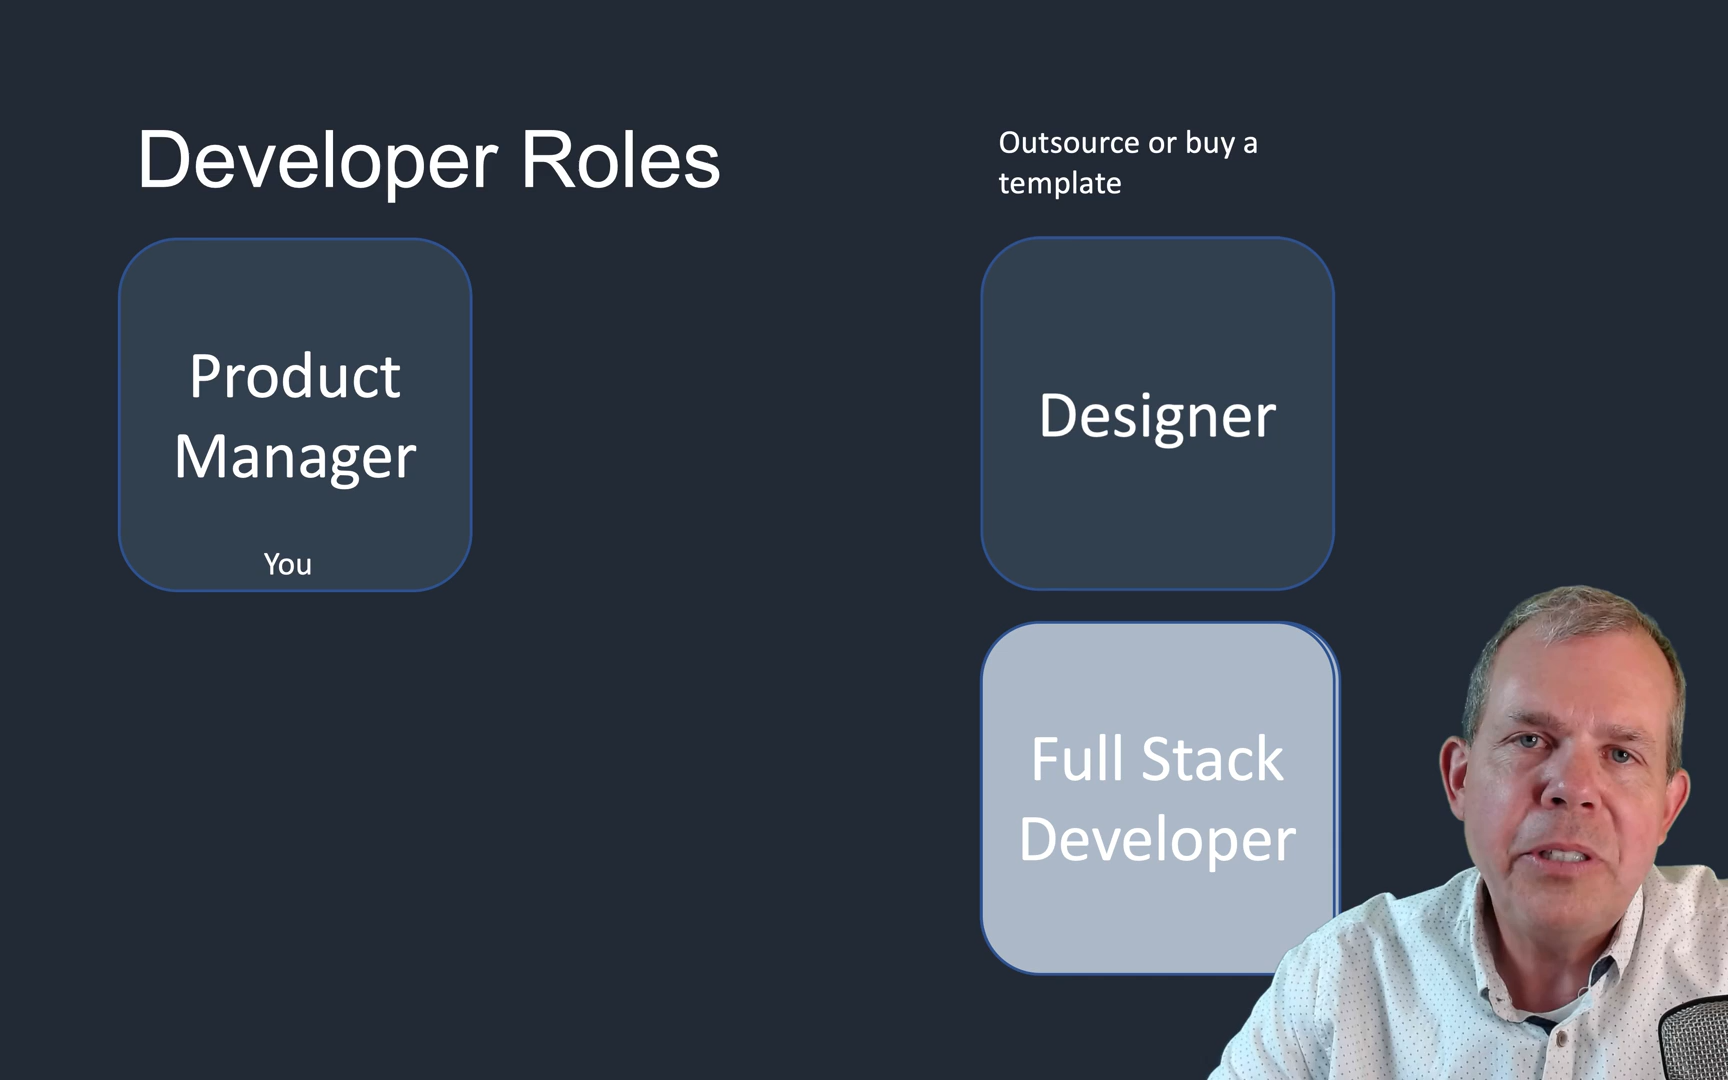 Developer Roles
Outsource or buy a
template
Product
Manager
You
Designer
Full Stack
Developer